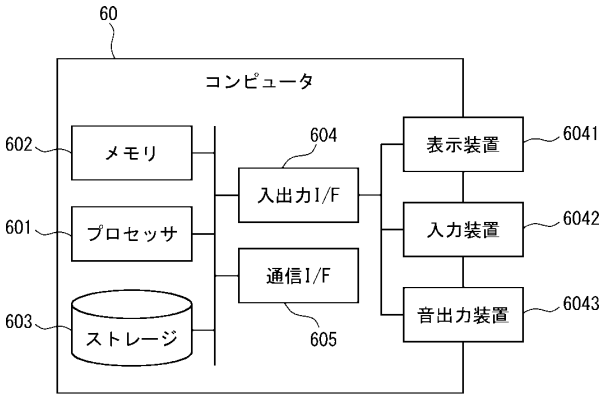 60
コンピュータ
602
メモリ
601
プロセッサ
603
ストレージ
604
入出力I/F
通信I/F
605
表示装置
6041
入力装置
6042
音出力装置
6043